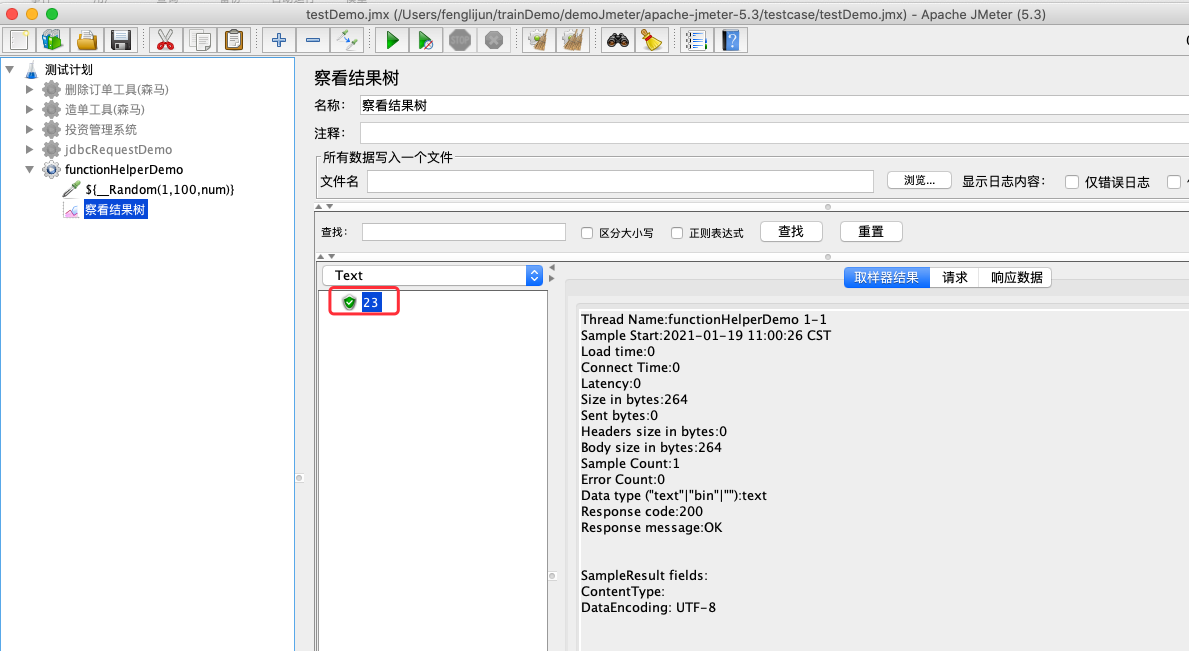 testDemo.jmx (/Users/fenglijun/trainDemo/demoJmeter/apache-jmeter-5.3/testcase/testDemo.jmx) - Apache JMeter (5.3)
STOP
测试计划
删除订单工具(森马)
造单工具(森马)
投资管理系统
jdbcRequestDemo
functionHelperDemo
${__Random(1,100,num)}
察看结果树
察看结果树
名称: 察看结果树
注释:
所有数据写入一个文件
文件名 浏览... 显示日志内容: 仅错误日志
查找: 区分大小写 正则表达式 查找 重置
Text
23
取样器结果 请求 响应数据
Thread Name:functionHelperDemo 1-1
Sample Start:2021-01-19 11:00:26 CST
Load time:0
Connect Time:0
Latency:0
Size in bytes:264
Sent bytes:0
Headers size in bytes:0
Body size in bytes:264
Sample Count:1
Error Count:0
Data type ("text"|"bin"|""):text
Response code:200
Response message:OK
SampleResult fields:
ContentType:
DataEncoding: UTF-8